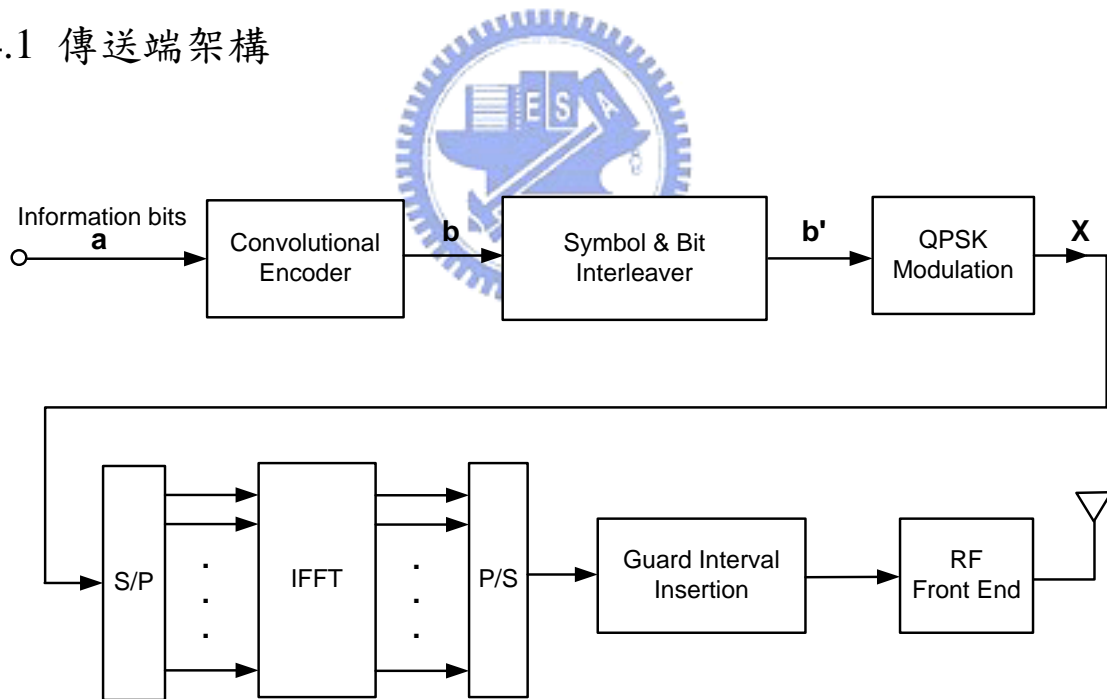 .1 傳送端架構
E S A
Information bits
a
Convolutional
Encoder
b
Symbol & Bit
Interleaver
b'
QPSK
Modulation
X
S/P
IFFT
P/S
Guard Interval
Insertion
RF
Front End